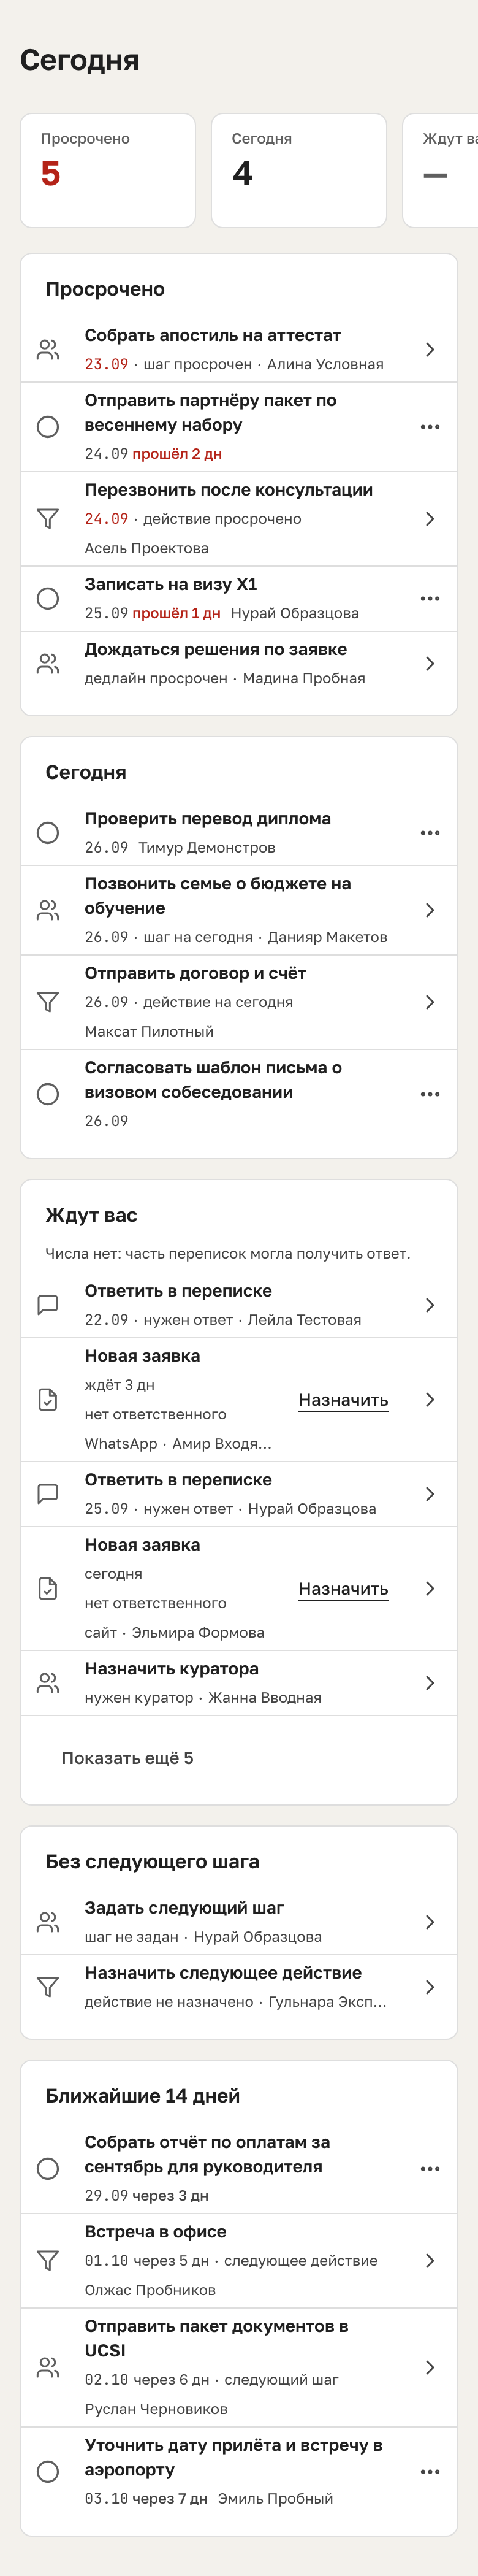 Сегодня
Просрочено
5
Сегодня
4
Ждут
—
Просрочено
Собрать апостиль на аттестат
23.09 · шаг просрочен · Алина Условная
Отправить партнёру пакет по
весеннему набору
24.09 прошёл 2 дн
Перезвонить после консультации
24.09 · действие просрочено
Асель Проектова
Записать на визу X1
25.09 прошёл 1 дн Нурай Образцова
Дождаться решения по заявке
дедлайн просрочен · Мадина Пробная
Сегодня
Проверить перевод диплома
26.09 Тимур Демонстров
Позвонить семье о бюджете на
обучение
26.09 · шаг на сегодня · Данияр Макетов
Отправить договор и счёт
26.09 · действие на сегодня
Максат Пилотный
Согласовать шаблон письма о
визовом собеседовании
26.09
Ждут вас
Числа нет: часть переписок могла получить ответ.
Ответить в переписке
22.09 · нужен ответ · Лейла Тестовая
Новая заявка
ждёт 3 дн
нет ответственного
WhatsApp · Амир Входя...
Назначить
Ответить в переписке
25.09 · нужен ответ · Нурай Образцова
Новая заявка
сегодня
нет ответственного
сайт · Эльмира Формова
Назначить
Назначить куратора
нужен куратор · Жанна Вводная
Показать ещё 5
Без следующего шага
Задать следующий шаг
шаг не задан · Нурай Образцова
Назначить следующее действие
действие не назначено · Гульнара Эксп...
Ближайшие 14 дней
Собрать отчёт по оплатам за
сентябрь для руководителя
29.09 через 3 дн
Встреча в офисе
01.10 через 5 дн · следующее действие
Олжас Пробников
Отправить пакет документов в
UCSI
02.10 через 6 дн · следующий шаг
Руслан Черновиков
Уточнить дату прилёта и встречу в
аэропорту
03.10 через 7 дн Эмиль Пробный